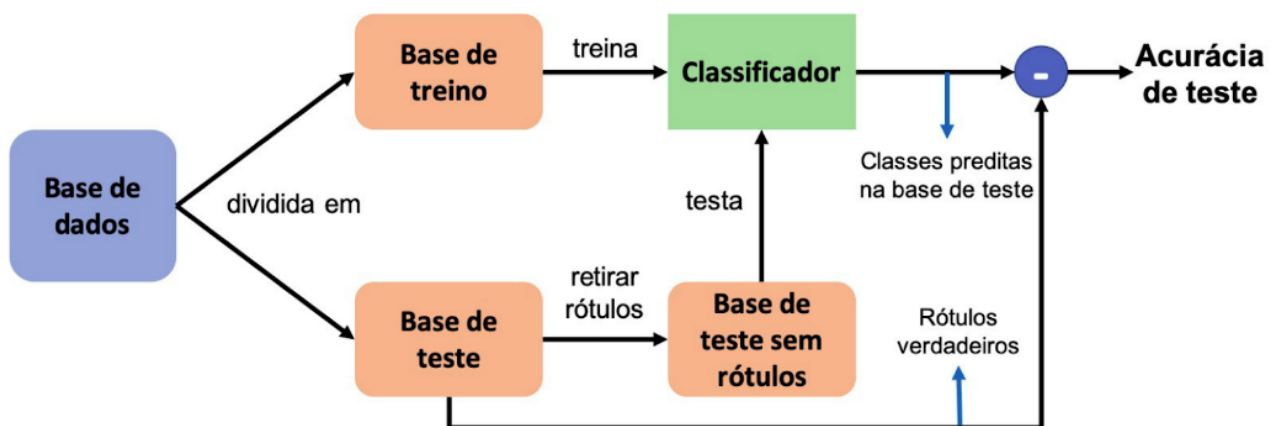 Base de
treino
treina
Classificador
-
Acurácia
de teste
Classes preditas
na base de teste
Base de
dados
dividida em
testa
retirar
rótulos
Base de
teste
Base de
teste sem
rótulos
Rótulos
verdadeiros